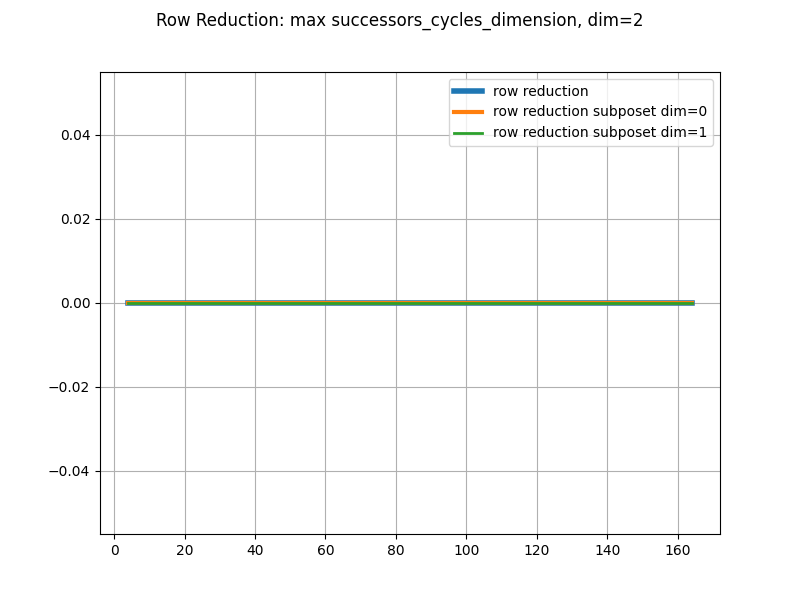 Row Reduction: max successors_cycles_dimension, dim=2
row reduction
row reduction subposet dim=0
row reduction subposet dim=1
0.04
0.02
0.00
−0.02
−0.04
0 20 40 60 80 100 120 140 160